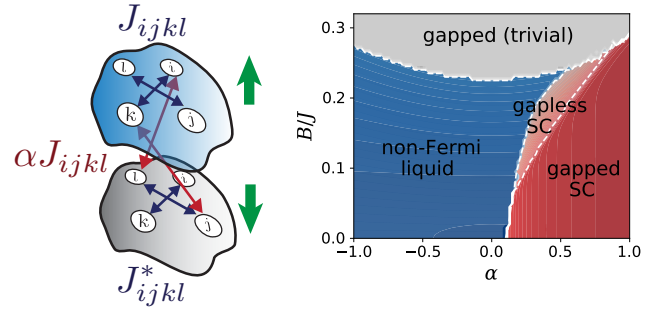 J_{ijkl}
l i
k j
αJ_{ijkl}
l i
k j
J^*_{ijkl}
B/J
0.3
0.2
0.1
0.0
gapped (trivial)
gapless
SC
non-Fermi
liquid
gapped
SC
−1.0 −0.5 0.0 0.5 1.0
α